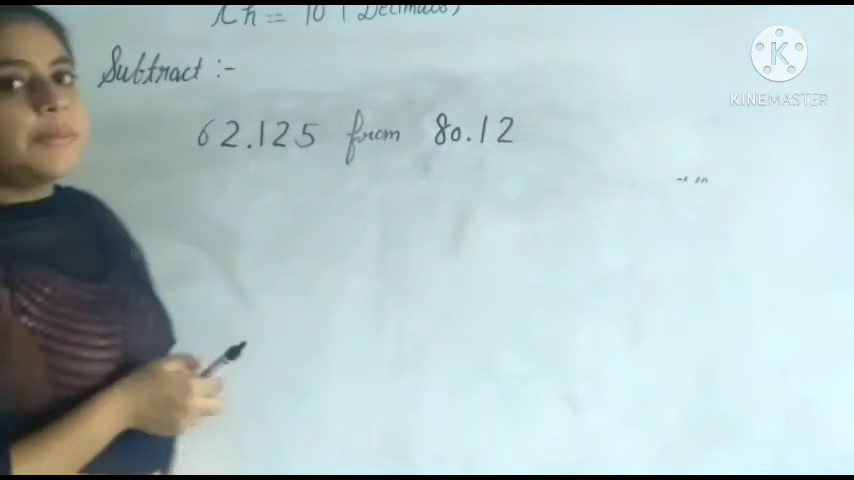 Ch = 10 (Decimals)
Subtract :-
62.125 from 80.12
K
KINEMASTER